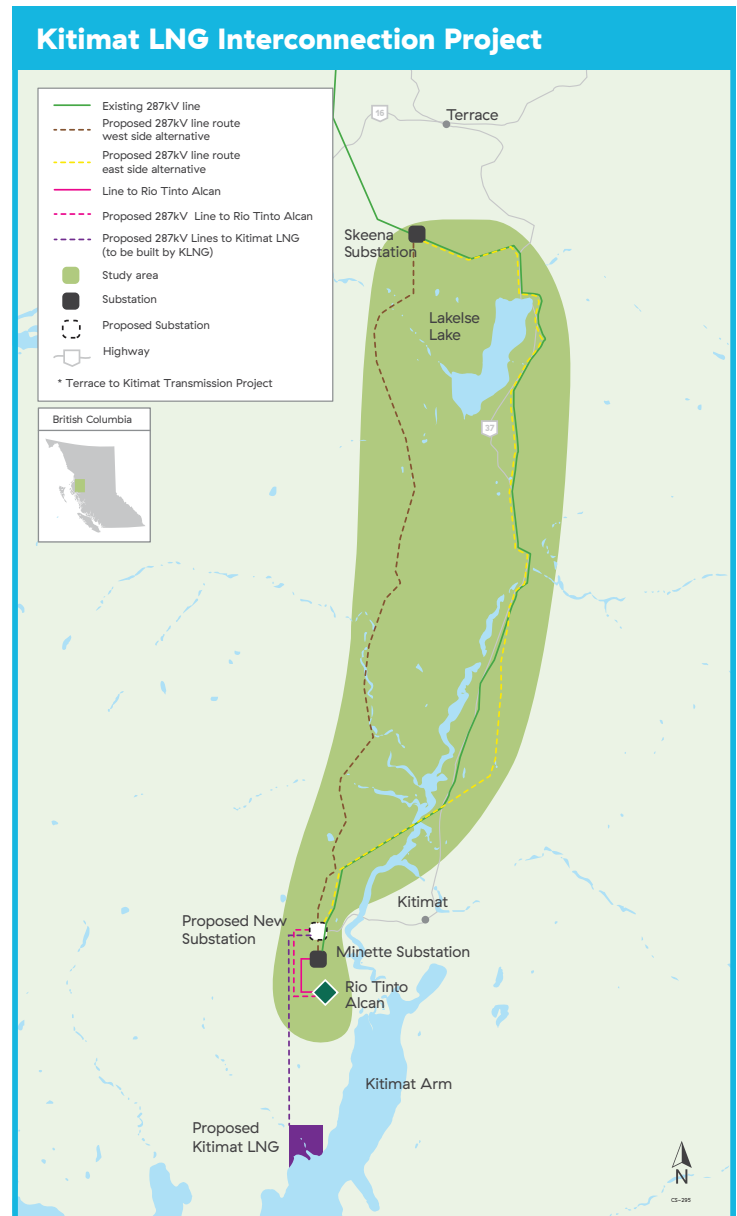 Kitimat LNG Interconnection Project
Existing 287kV line
Proposed 287kV line route
west side alternative
Proposed 287kV line route
east side alternative
Line to Rio Tinto Alcan
Proposed 287kV Line to Rio Tinto Alcan
Proposed 287kV Lines to Kitimat LNG
(to be built by KLNG)
Study area
Substation
Proposed Substation
Highway
* Terrace to Kitimat Transmission Project
British Columbia
16
Terrace
Skeena
Substation
Lakelse
Lake
37
Kitimat
Proposed New
Substation
Minette Substation
Rio Tinto
Alcan
Kitimat Arm
Proposed
Kitimat LNG
N
CS-295